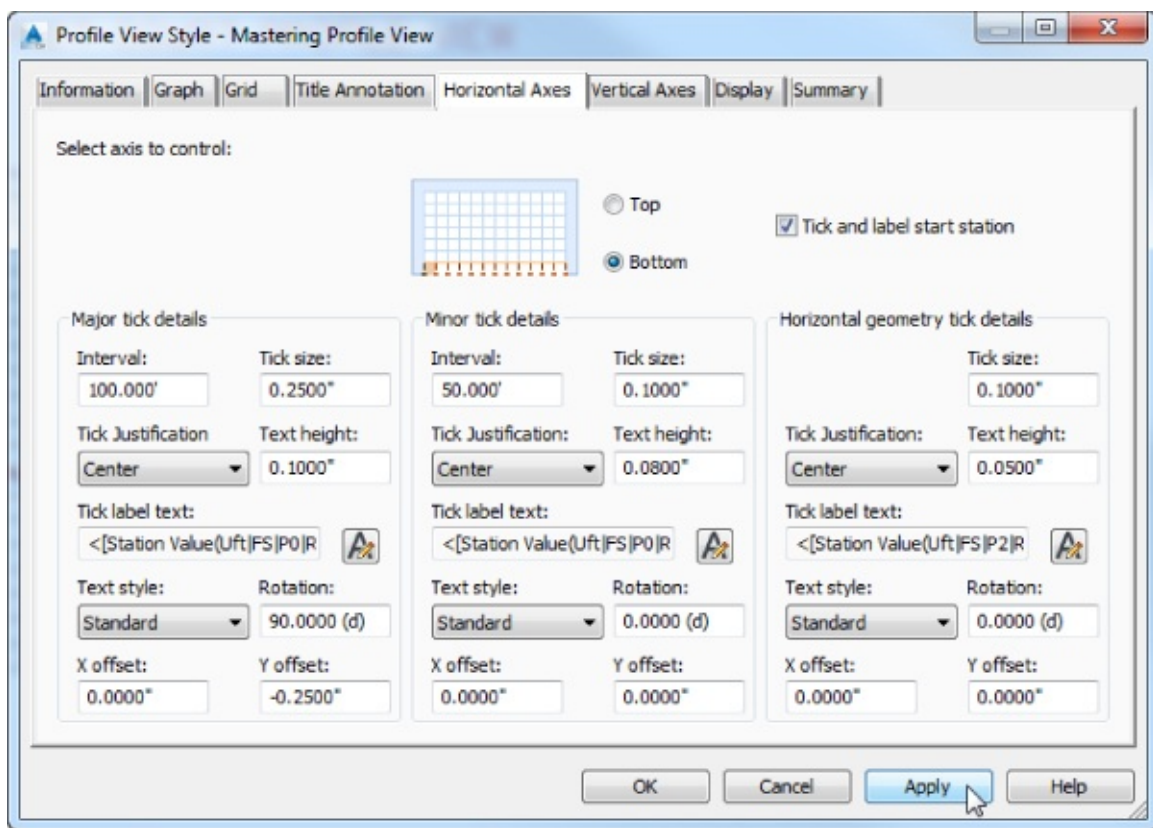 Profile View Style - Mastering Profile View
Information Graph Grid Title Annotation Horizontal Axes Vertical Axes Display Summary
Select axis to control:
Top
Tick and label start station
Bottom
Major tick details
Interval: Tick size:
100.000' 0.2500"
Tick Justification Text height:
Center 0.1000"
Tick label text:
<[Station Value(Uft|FS|P0|R
Text style: Rotation:
Standard 90.0000 (d)
X offset: Y offset:
0.0000" -0.2500"
Minor tick details
Interval: Tick size:
50.000' 0.1000"
Tick Justification: Text height:
Center 0.0800"
Tick label text:
<[Station Value(Uft|FS|P0|R
Text style: Rotation:
Standard 0.0000 (d)
X offset: Y offset:
0.0000" 0.0000"
Horizontal geometry tick details
Tick size:
0.1000"
Tick Justification: Text height:
Center 0.0500"
Tick label text:
<[Station Value(Uft|FS|P2|R
Text style: Rotation:
Standard 0.0000 (d)
X offset: Y offset:
0.0000" 0.0000"
OK Cancel Apply Help